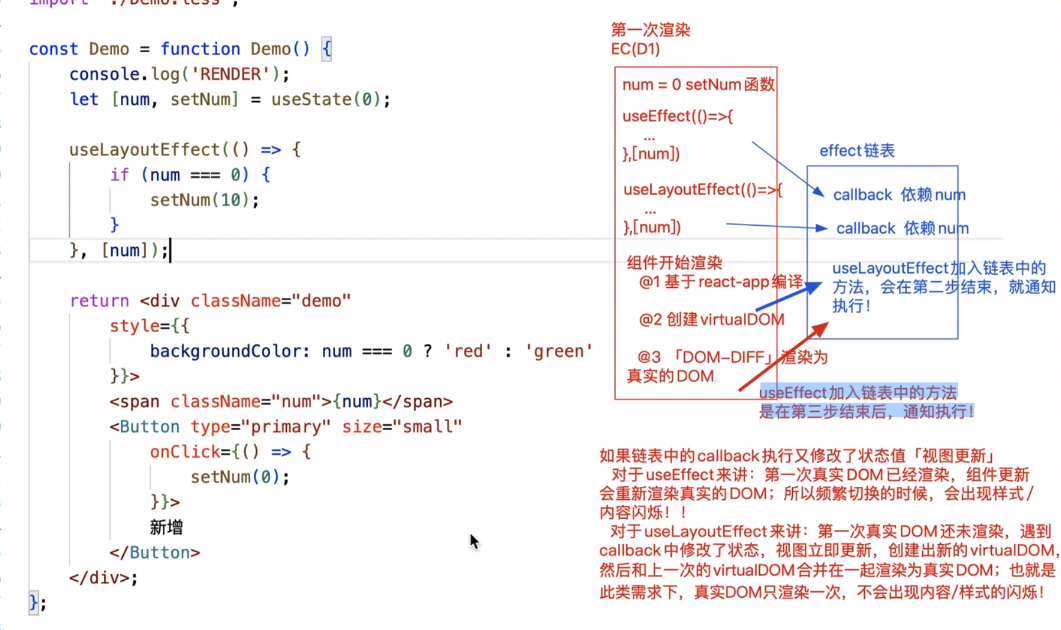 import './Demo.less';
const Demo = function Demo() {
console.log('RENDER');
let [num, setNum] = useState(0);
useLayoutEffect(() => {
if (num === 0) {
setNum(10);
}
}, [num]);
return <div className="demo"
style={{
backgroundColor: num === 0 ? 'red' : 'green'
}}>
<span className="num">{num}</span>
<Button type="primary" size="small"
onClick={() => {
setNum(0);
}}>
新增
</Button>
</div>;
};
第一次渲染
EC(D1)
num = 0 setNum函数
useEffect(()=>{
...
},[num])
useLayoutEffect(()=>{
...
},[num])
组件开始渲染
@1 基于react-app编译
@2 创建virtualDOM
@3 「DOM-DIFF」渲染为
真实的DOM
effect链表
callback 依赖num
callback 依赖num
useLayoutEffect加入链表中的
方法，会在第二步结束，就通知
执行！
useEffect加入链表中的方法
是在第三步结束后，通知执行！
如果链表中的callback执行又修改了状态值「视图更新」
对于useEffect来讲：第一次真实DOM已经渲染，组件更新
会重新渲染真实的DOM；所以频繁切换的时候，会出现样式/
内容闪烁！！
对于useLayoutEffect来讲：第一次真实DOM还未渲染，遇到
callback中修改了状态，视图立即更新，创建出新的virtualDOM，
然后和上一次的virtualDOM合并在一起渲染为真实DOM；也就是
此类需求下，真实DOM只渲染一次，不会出现内容/样式的闪烁！